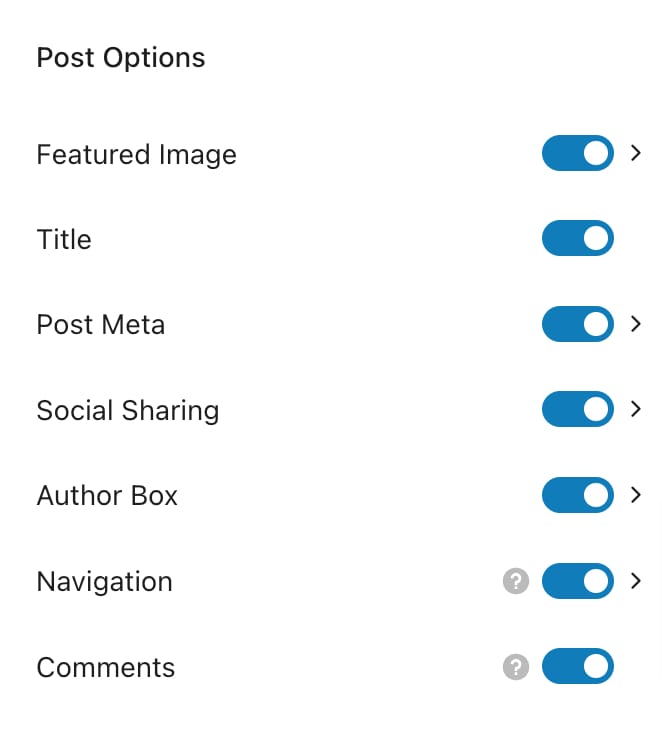 Post Options
Featured Image
Title
Post Meta
Social Sharing
Author Box
Navigation ?
Comments ?